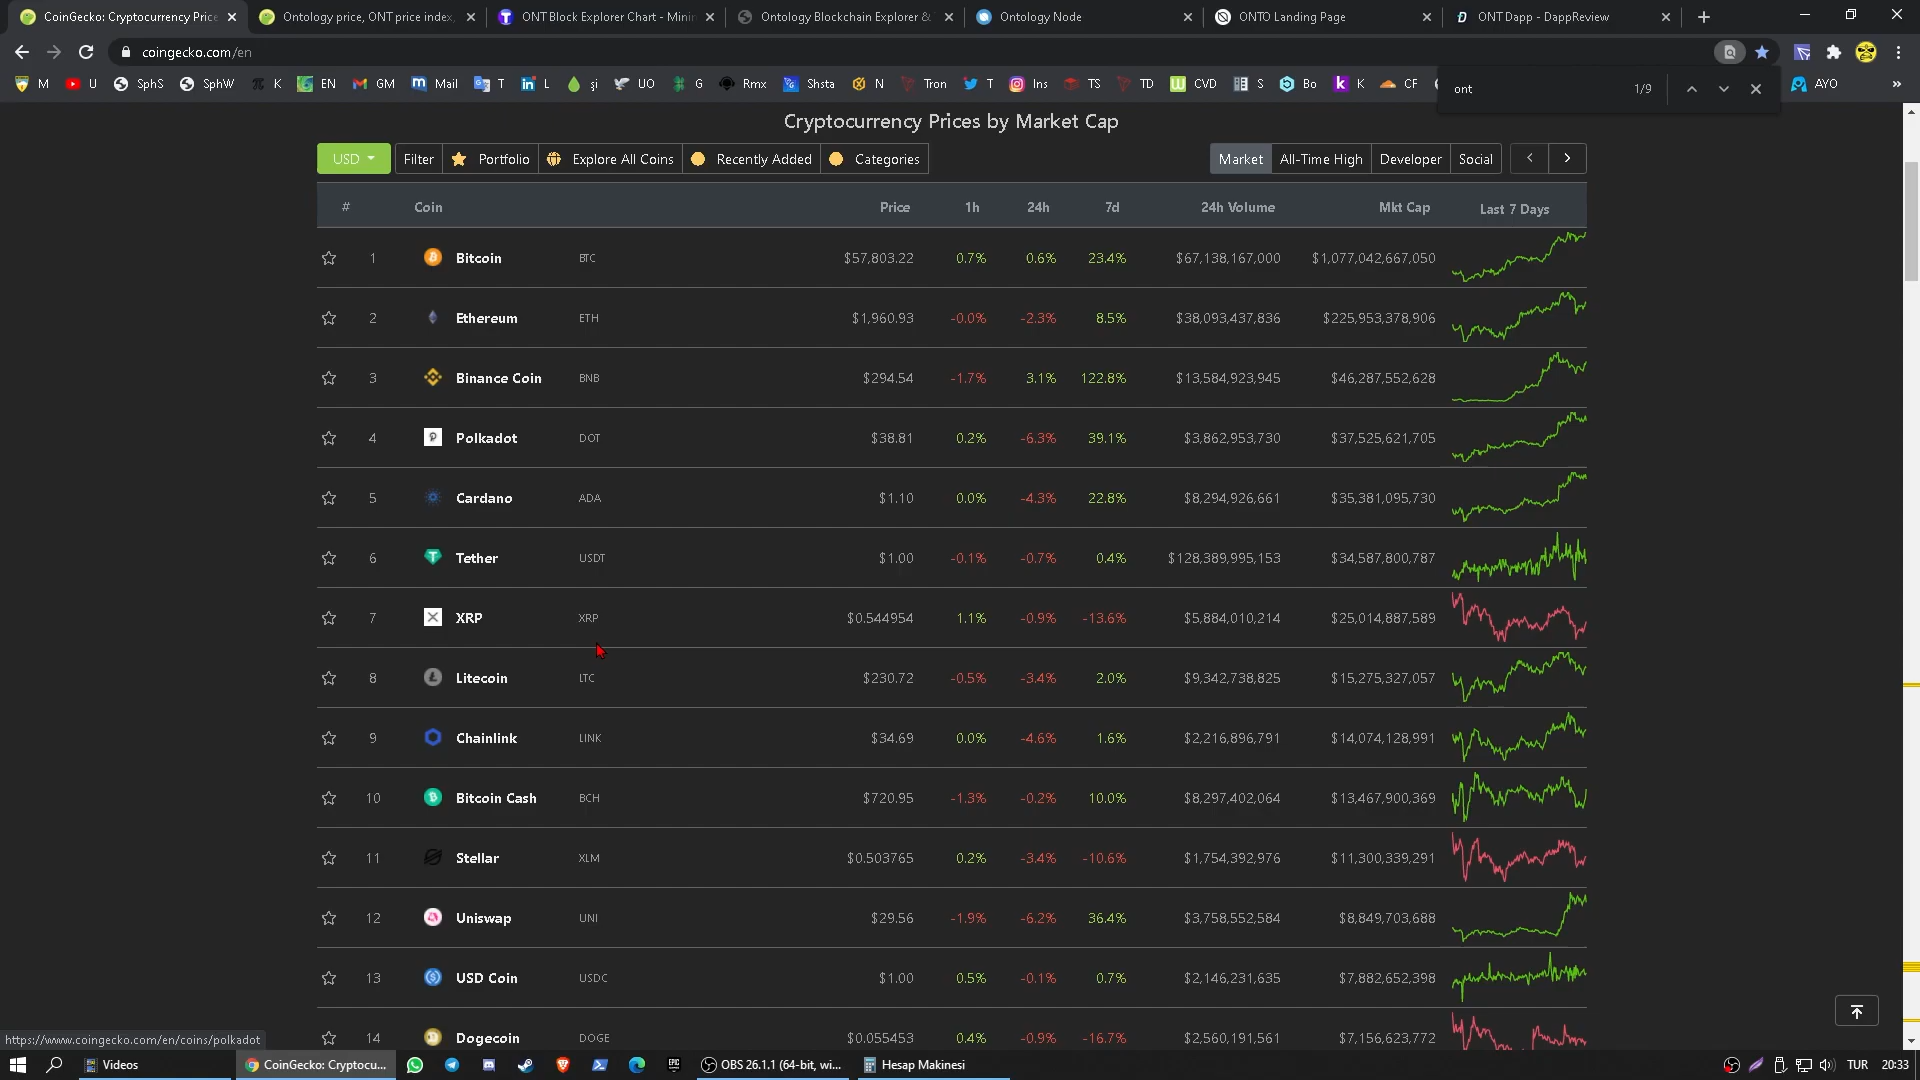 CoinGecko: Cryptocurrency Price
Ontology price, ONT price index,
ONT Block Explorer Chart - Mini
Ontology Blockchain Explorer &
Ontology Node
ONTO Landing Page
ONT Dapp - DappReview
coingecko.com/en
M U SphS SphW K EN GM Mail T L şi UO G Rmx Shsta N Tron T Ins TS TD CVD S Bo K CF AYO »
ont 1/9
Cryptocurrency Prices by Market Cap
USD Filter Portfolio Explore All Coins Recently Added Categories Market All-Time High Developer Social
# Coin Price 1h 24h 7d 24h Volume Mkt Cap Last 7 Days
1 Bitcoin BTC $57,803.22 0.7% 0.6% 23.4% $67,138,167,000 $1,077,042,667,050
2 Ethereum ETH $1,960.93 -0.0% -2.3% 8.5% $38,093,437,836 $225,953,378,906
3 Binance Coin BNB $294.54 -1.7% 3.1% 122.8% $13,584,923,945 $46,287,552,628
4 Polkadot DOT $38.81 0.2% -6.3% 39.1% $3,862,953,730 $37,525,621,705
5 Cardano ADA $1.10 0.0% -4.3% 22.8% $8,294,926,661 $35,381,095,730
6 Tether USDT $1.00 -0.1% -0.7% 0.4% $128,389,995,153 $34,587,800,787
7 XRP XRP $0.544954 1.1% -0.9% -13.6% $5,884,010,214 $25,014,887,589
8 Litecoin LTC $230.72 -0.5% -3.4% 2.0% $9,342,738,825 $15,275,327,057
9 Chainlink LINK $34.69 0.0% -4.6% 1.6% $2,216,896,791 $14,074,128,991
10 Bitcoin Cash BCH $720.95 -1.3% -0.2% 10.0% $8,297,402,064 $13,467,900,369
11 Stellar XLM $0.503765 0.2% -3.4% -10.6% $1,754,392,976 $11,300,339,291
12 Uniswap UNI $29.56 -1.9% -6.2% 36.4% $3,758,552,584 $8,849,703,688
13 USD Coin USDC $1.00 0.5% -0.1% 0.7% $2,146,231,635 $7,882,652,398
14 Dogecoin DOGE $0.055453 0.4% -0.9% -16.7% $2,560,191,561 $7,156,623,772
https://www.coingecko.com/en/coins/polkadot
Videos CoinGecko: Cryptocu... OBS 26.1.1 (64-bit, wi... Hesap Makinesi TUR 20:33